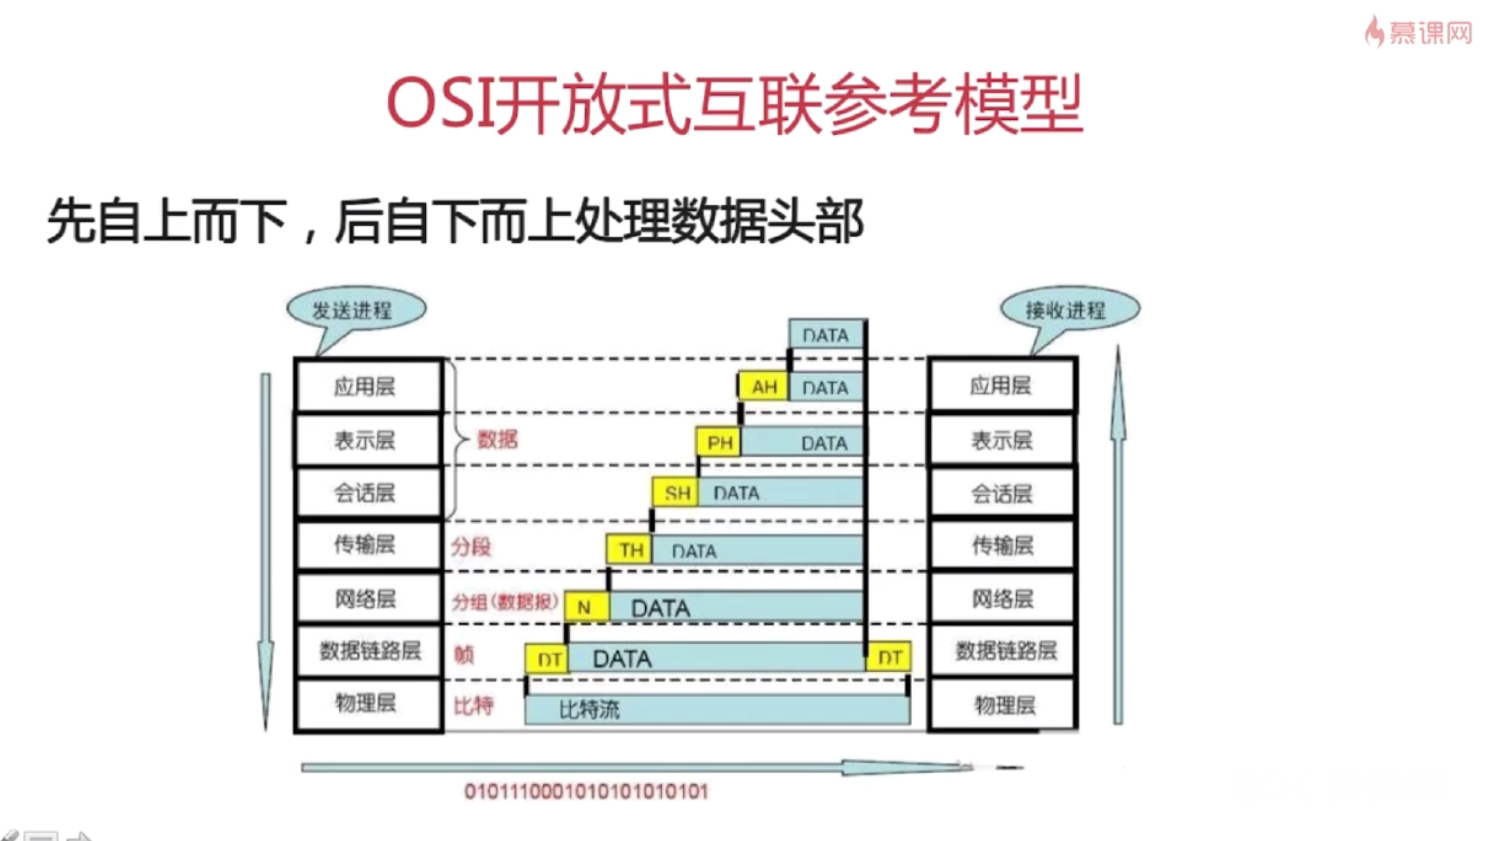 慕课网
OSI开放式互联参考模型
先自上而下，后自下而上处理数据头部
发送进程
接收进程
DATA
应用层
AH DATA
应用层
表示层
数据
PH DATA
表示层
会话层
SH DATA
会话层
传输层
分段
TH DATA
传输层
网络层
分组(数据报)
N DATA
网络层
数据链路层
帧
DT DATA DT
数据链路层
物理层
比特
比特流
物理层
0101110001010101010101